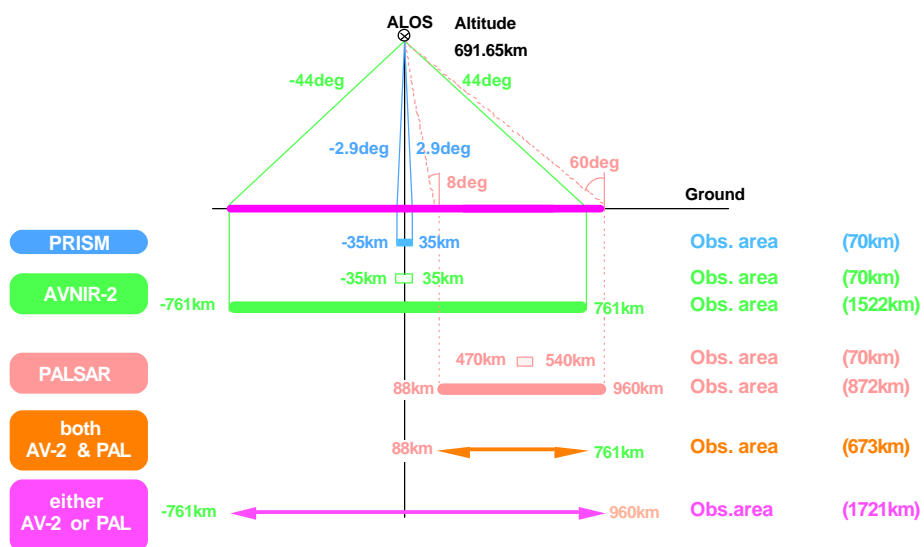 ALOS Altitude
691.65km
-44deg 44deg
-2.9deg 2.9deg
60deg
8deg
Ground
PRISM -35km 35km Obs. area (70km)
-35km 35km Obs. area (70km)
AVNIR-2 -761km 761km Obs. area (1522km)
470km 540km Obs. area (70km)
PALSAR 88km 960km Obs. area (872km)
both
AV-2 & PAL 88km 761km Obs. area (673km)
either
AV-2 or PAL -761km 960km Obs.area (1721km)